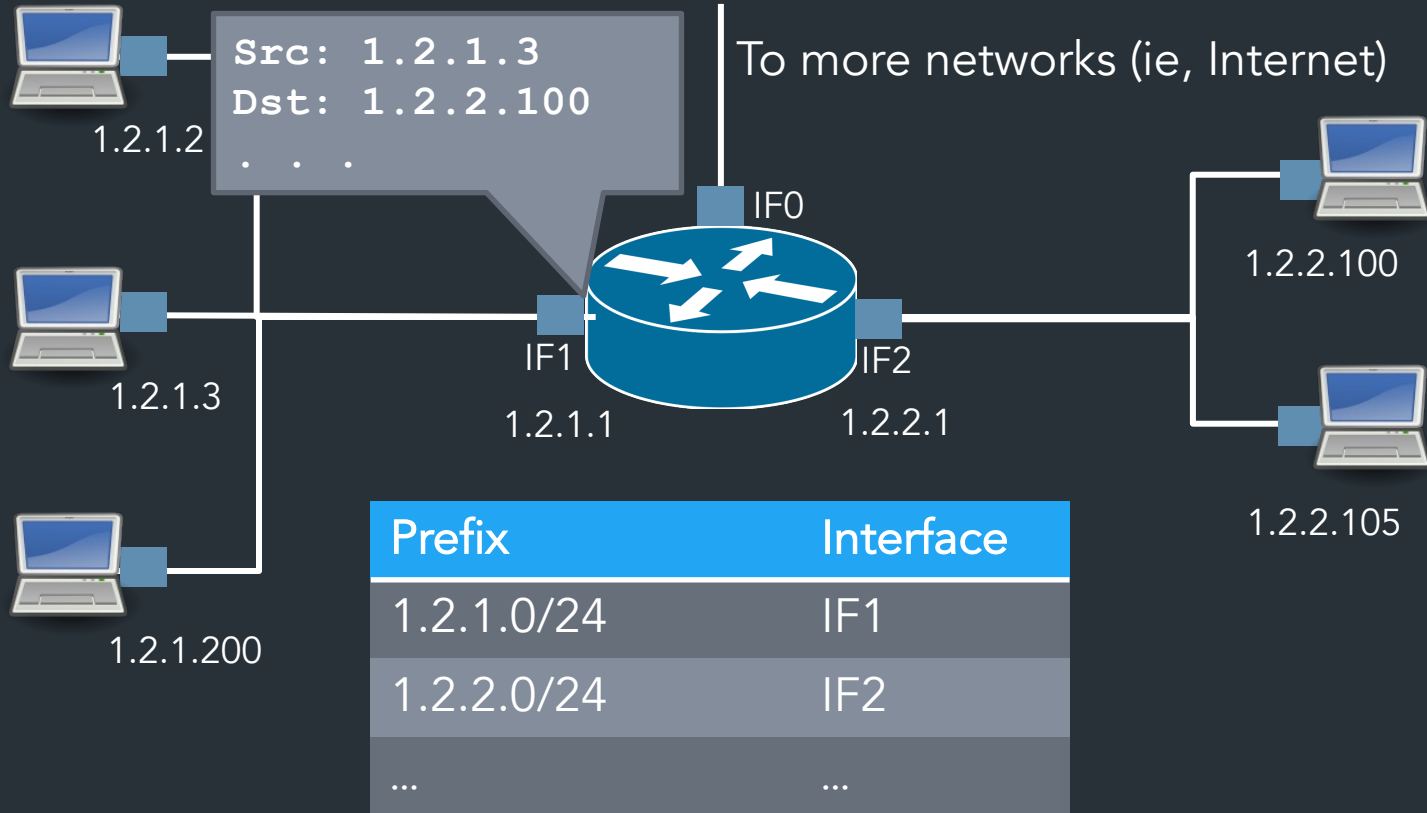 Src: 1.2.1.3
Dst: 1.2.2.100
. . .
To more networks (ie, Internet)
1.2.1.2
IF0
1.2.2.100
IF1
IF2
1.2.1.3
1.2.1.1
1.2.2.1
1.2.2.105
1.2.1.200
Prefix Interface
1.2.1.0/24 IF1
1.2.2.0/24 IF2
... ...